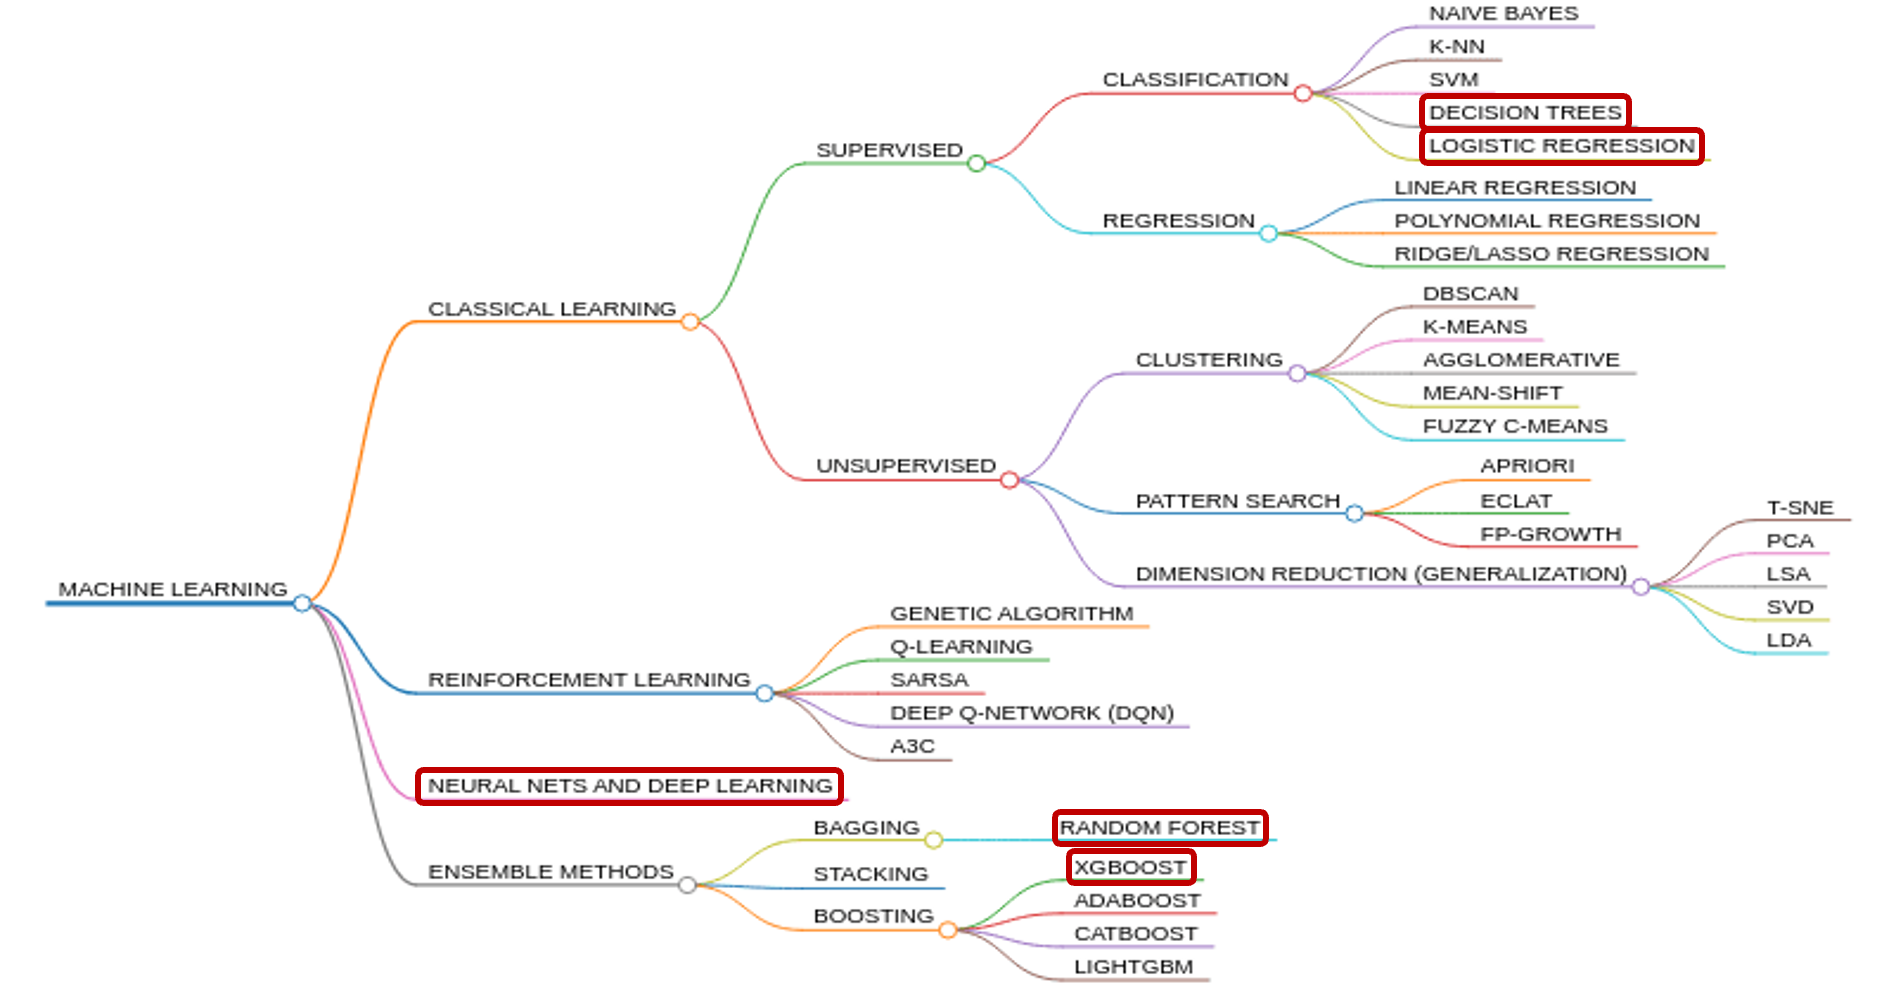 MACHINE LEARNING
CLASSICAL LEARNING
SUPERVISED
CLASSIFICATION
NAIVE BAYES
K-NN
SVM
DECISION TREES
LOGISTIC REGRESSION
REGRESSION
LINEAR REGRESSION
POLYNOMIAL REGRESSION
RIDGE/LASSO REGRESSION
UNSUPERVISED
CLUSTERING
DBSCAN
K-MEANS
AGGLOMERATIVE
MEAN-SHIFT
FUZZY C-MEANS
PATTERN SEARCH
APRIORI
ECLAT
FP-GROWTH
DIMENSION REDUCTION (GENERALIZATION)
T-SNE
PCA
LSA
SVD
LDA
REINFORCEMENT LEARNING
GENETIC ALGORITHM
Q-LEARNING
SARSA
DEEP Q-NETWORK (DQN)
A3C
NEURAL NETS AND DEEP LEARNING
ENSEMBLE METHODS
BAGGING
RANDOM FOREST
STACKING
BOOSTING
XGBOOST
ADABOOST
CATBOOST
LIGHTGBM